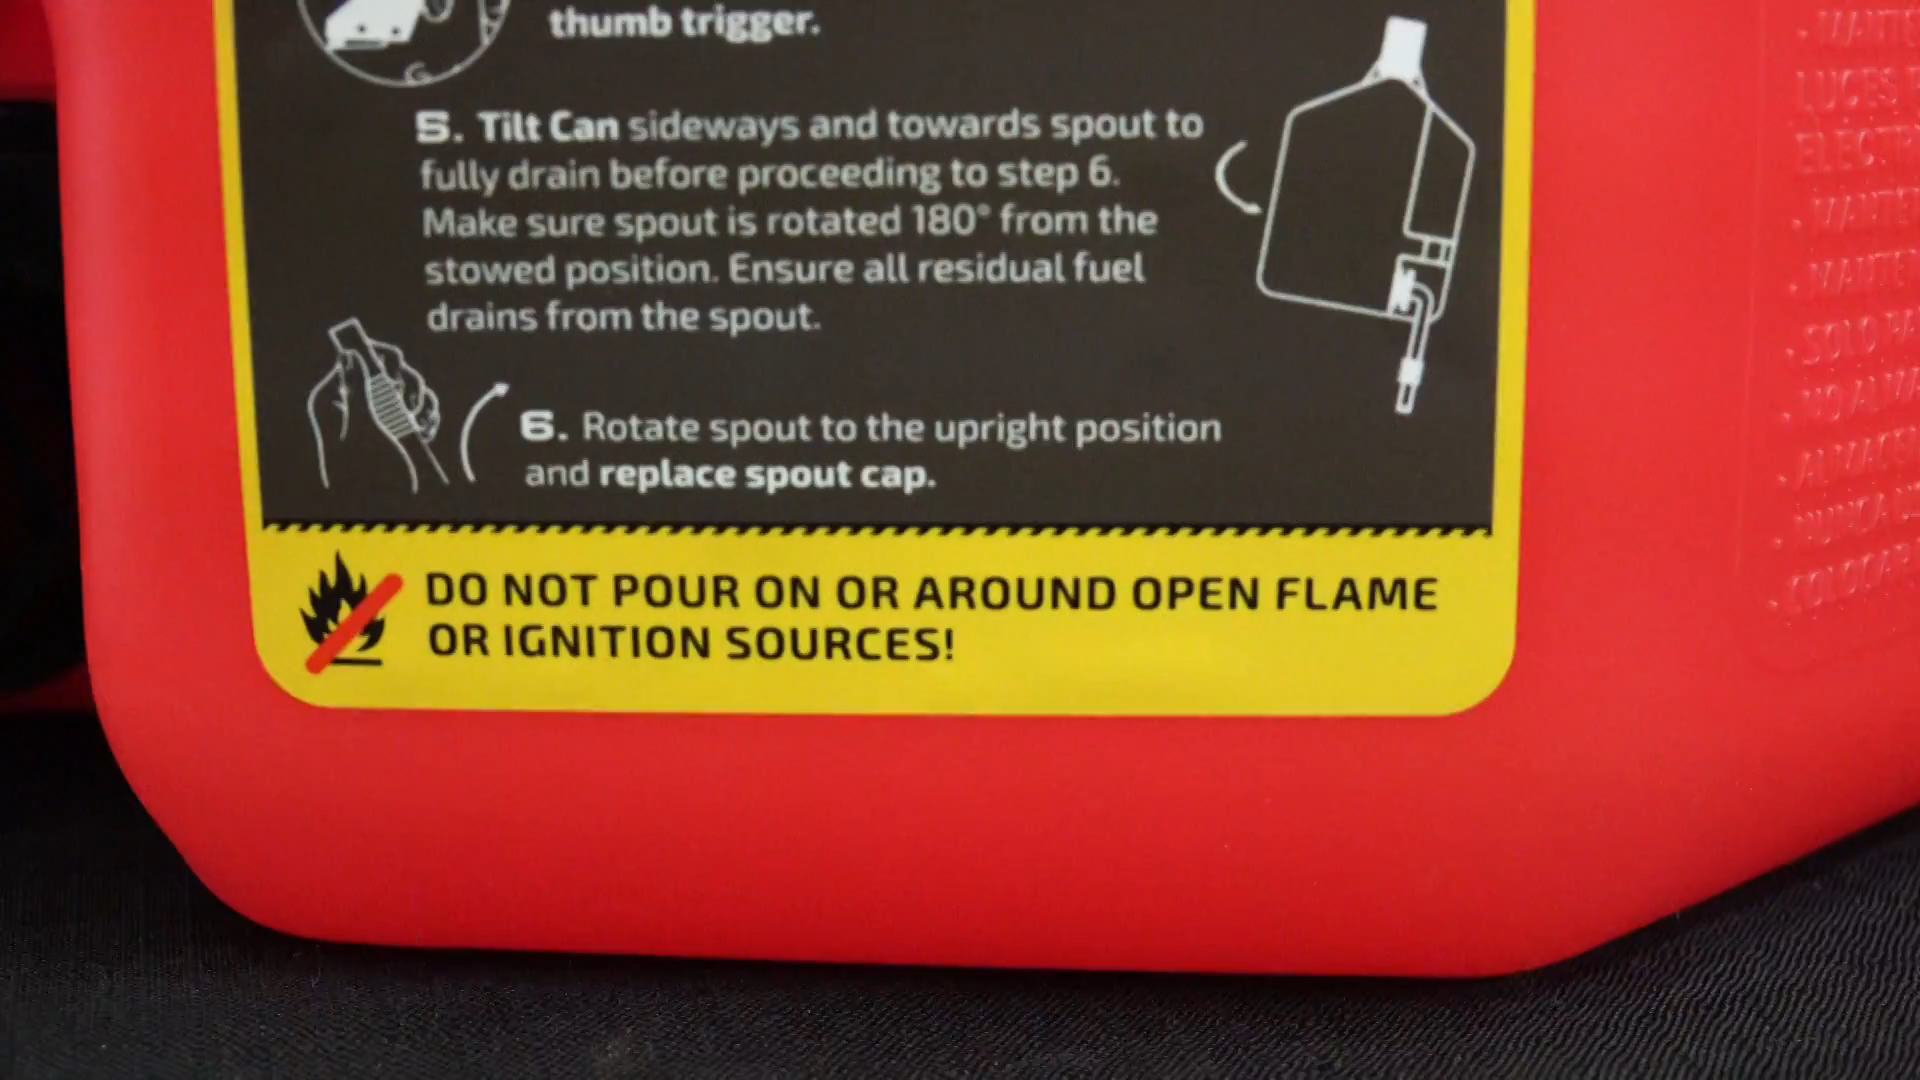 thumb trigger.
5. Tilt Can sideways and towards spout to
fully drain before proceeding to step 6.
Make sure spout is rotated 180° from the
stowed position. Ensure all residual fuel
drains from the spout.
6. Rotate spout to the upright position
and replace spout cap.
DO NOT POUR ON OR AROUND OPEN FLAME
OR IGNITION SOURCES!
LUCES